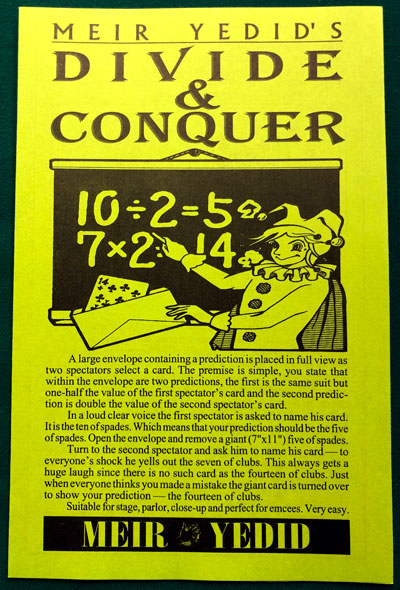 MEIR YEDID'S
DIVIDE
&
CONQUER
10÷2=5
7×2=14
A large envelope containing a prediction is placed in full view as
two spectators select a card. The premise is simple, you state that
within the envelope are two predictions, the first is the same suit but
one-half the value of the first spectator's card and the second predic-
tion is double the value of the second spectator's card.
In a loud clear voice the first spectator is asked to name his card.
It is the ten of spades. Which means that your prediction should be the five
of spades. Open the envelope and remove a giant (7"x11") five of spades.
Turn to the second spectator and ask him to name his card — to
everyone's shock he yells out the seven of clubs. This always gets a
huge laugh since there is no such card as the fourteen of clubs. Just
when everyone thinks you made a mistake the giant card is turned over
to show your prediction — the fourteen of clubs.
Suitable for stage, parlor, close-up and perfect for emcees. Very easy.
MEIR YEDID